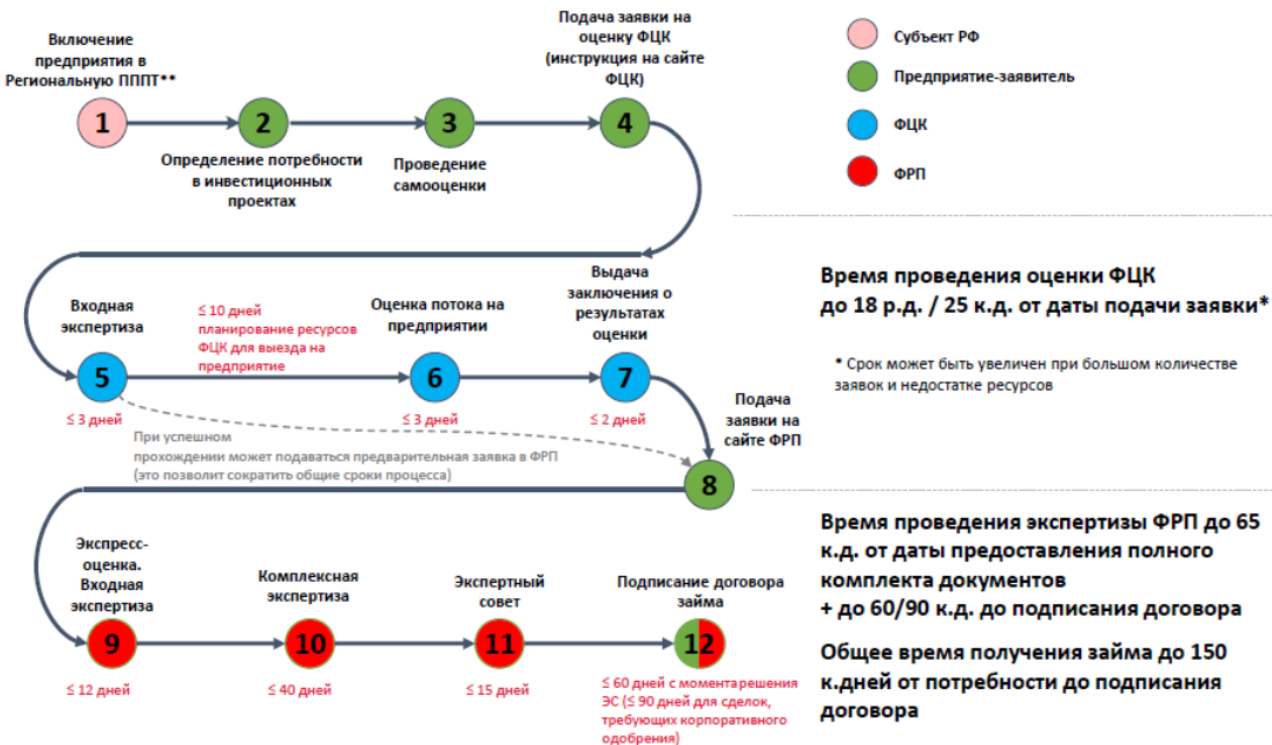 Включение
предприятия в
Региональную ПППТ**
Подача заявки на
оценку ФЦК
(инструкция на сайте
ФЦК)
1
2
3
4
Определение потребности
в инвестиционных
проектах
Проведение
самооценки
Субъект РФ
Предприятие-заявитель
ФЦК
ФРП
Входная
экспертиза
≤ 10 дней
планирование ресурсов
ФЦК для выезда на
предприятие
Оценка потока на
предприятии
Выдача
заключения о
результатах
оценки
5
6
7
≤ 3 дней
≤ 3 дней
≤ 2 дней
При успешном
прохождении может подаваться предварительная заявка в ФРП
(это позволит сократить общие сроки процесса)
Подача
заявки на
сайте ФРП
8
Время проведения оценки ФЦК
до 18 р.д. / 25 к.д. от даты подачи заявки*
* Срок может быть увеличен при большом количестве
заявок и недостатке ресурсов
Экспресс-
оценка.
Входная
экспертиза
Комплексная
экспертиза
Экспертный
совет
Подписание договора
займа
9
10
11
12
≤ 12 дней
≤ 40 дней
≤ 15 дней
≤ 60 дней с моментарешения
ЭС (≤ 90 дней для сделок,
требующих корпоративного
одобрения)
Время проведения экспертизы ФРП до 65
к.д. от даты предоставления полного
комплекта документов
+ до 60/90 к.д. до подписания договора
Общее время получения займа до 150
к.дней от потребности до подписания
договора